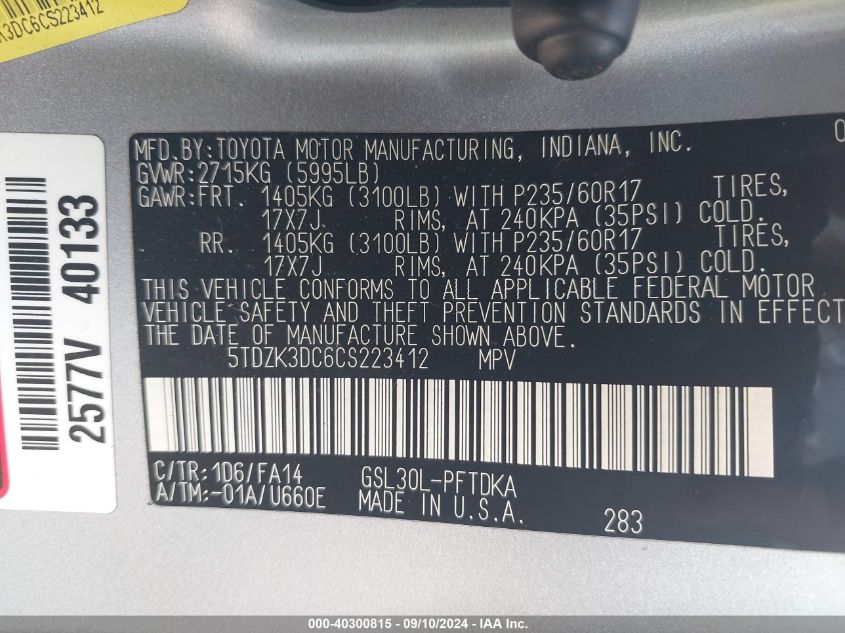 3DC6CS223412
MFD.BY:TOYOTA MOTOR MANUFACTURING, INDIANA, INC. 0
GVWR:2715KG (5995LB)
GAWR:FRT. 1405KG (3100LB) WITH P235/60R17 TIRES,
17X7J. RIMS, AT 240KPA (35PSI) COLD.
RR. 1405KG (3100LB) WITH P235/60R17 TIRES,
17X7J RIMS, AT 240KPA (35PSI) COLD.
THIS VEHICLE CONFORMS TO ALL APPLICABLE FEDERAL MOTOR
VEHICLE SAFETY AND THEFT PREVENTION STANDARDS IN EFFECT
THE DATE OF MANUFACTURE SHOWN ABOVE.
5TDZK3DC6CS223412 MPV
C/TR:1D6/FA14 GSL30L-PFTDKA
A/TM:-01A/U660E MADE IN U.S.A. 283
2577V 40133
000-40300815 - 09/10/2024 - IAA Inc.